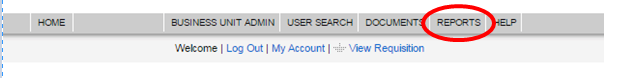 HOME BUSINESS UNIT ADMIN USER SEARCH DOCUMENTS REPORTS HELP
Welcome | Log Out | My Account | View Requisition